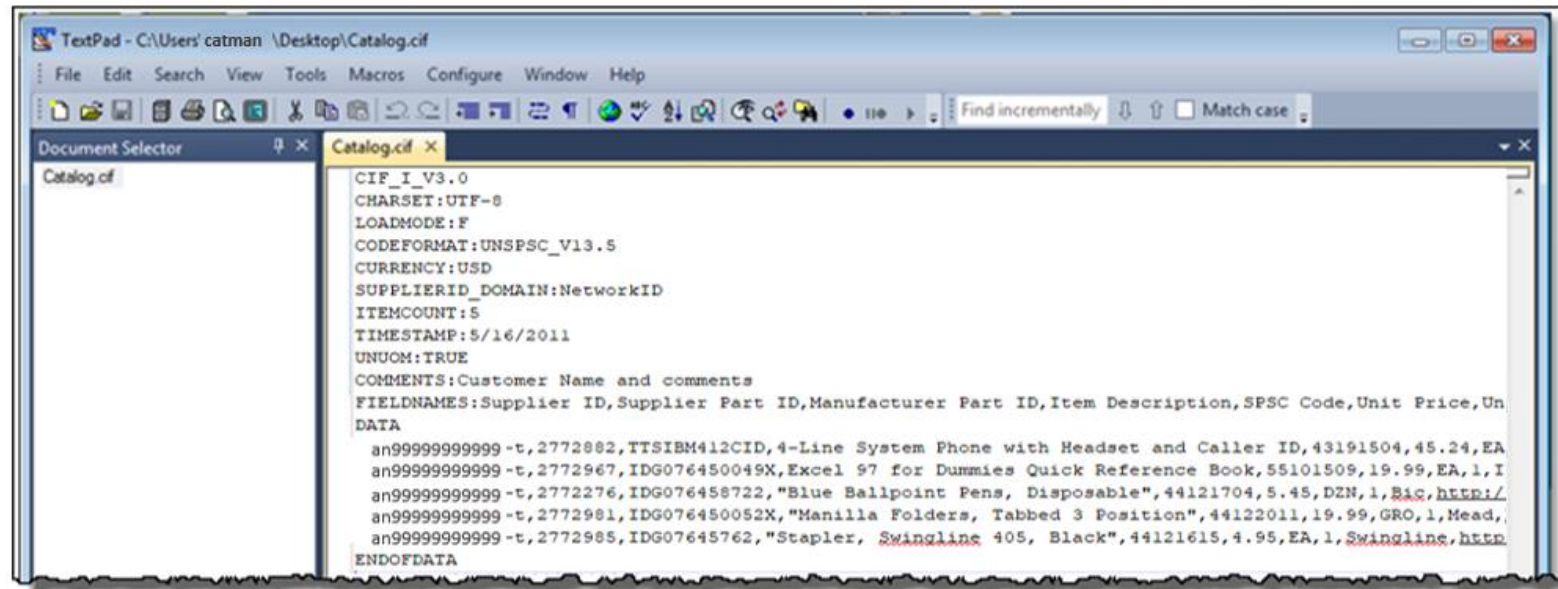 TextPad - C:\Users' catman \Desktop\Catalog.cif
File Edit Search View Tools Macros Configure Window Help
Find incrementally Match case
Document Selector Catalog.cif
Catalog.cif
CIF_I_V3.0
CHARSET:UTF-8
LOADMODE:F
CODEFORMAT:UNSPSC_V13.5
CURRENCY:USD
SUPPLIERID_DOMAIN:NetworkID
ITEMCOUNT:5
TIMESTAMP:5/16/2011
UNUOM:TRUE
COMMENTS:Customer Name and comments
FIELDNAMES:Supplier ID,Supplier Part ID,Manufacturer Part ID,Item Description,SPSC Code,Unit Price,Un
DATA
an99999999999-t,2772882,TTSIBM412CID,4-Line System Phone with Headset and Caller ID,43191504,45.24,EA
an99999999999-t,2772967,IDG076450049X,Excel 97 for Dummies Quick Reference Book,55101509,19.99,EA,1,I
an99999999999-t,2772276,IDG076458722,"Blue Ballpoint Pens, Disposable",44121704,5.45,DZN,1,Bic,http:/
an99999999999-t,2772981,IDG076450052X,"Manilla Folders, Tabbed 3 Position",44122011,19.99,GRO,1,Mead,
an99999999999-t,2772985,IDG07645762,"Stapler, Swingline 405, Black",44121615,4.95,EA,1,Swingline,http
ENDOFDATA